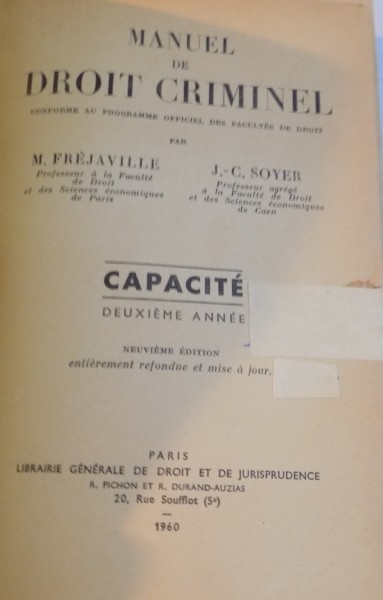 MANUEL
DE
DROIT CRIMINEL
CONFORME AU PROGRAMME OFFICIEL DES FACULTÉS DE DROIT
PAR
M. FRÉJAVILLE
Professeur à la Faculté
de Droit
et des Sciences économiques
de Paris
J.-C. SOYER
Professeur agrégé
à la Faculté de Droit
et des Sciences économiques
de Caen
CAPACITÉ
DEUXIÈME ANNÉE
NEUVIÈME ÉDITION
entièrement refondue et mise à jour.
PARIS
LIBRAIRIE GÉNÉRALE DE DROIT ET DE JURISPRUDENCE
R. PICHON ET R. DURAND-AUZIAS
20, Rue Soufflot (5e)
—
1960